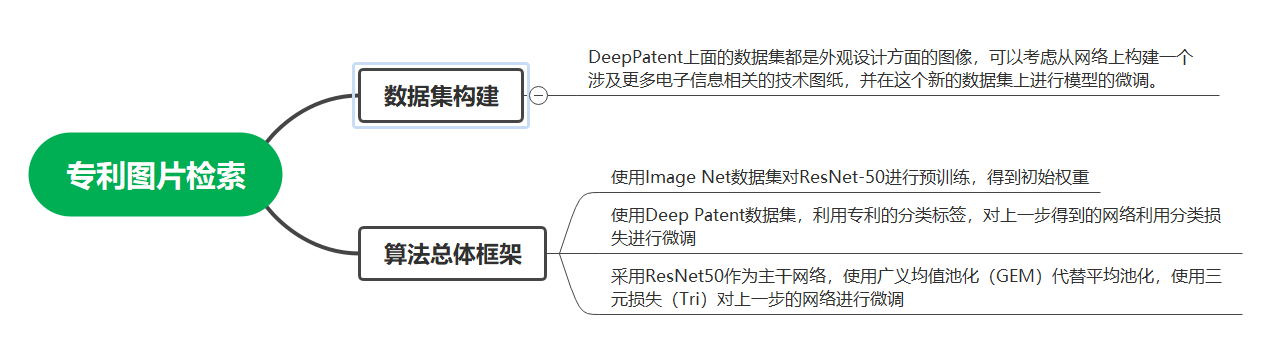 专利图片检索
数据集构建
DeepPatent上面的数据集都是外观设计方面的图像，可以考虑从网络上构建一个
涉及更多电子信息相关的技术图纸，并在这个新的数据集上进行模型的微调。
算法总体框架
使用Image Net数据集对ResNet-50进行预训练，得到初始权重
使用Deep Patent数据集，利用专利的分类标签，对上一步得到的网络利用分类损
失进行微调
采用ResNet50作为主干网络，使用广义均值池化（GEM）代替平均池化，使用三
元损失（Tri）对上一步的网络进行微调